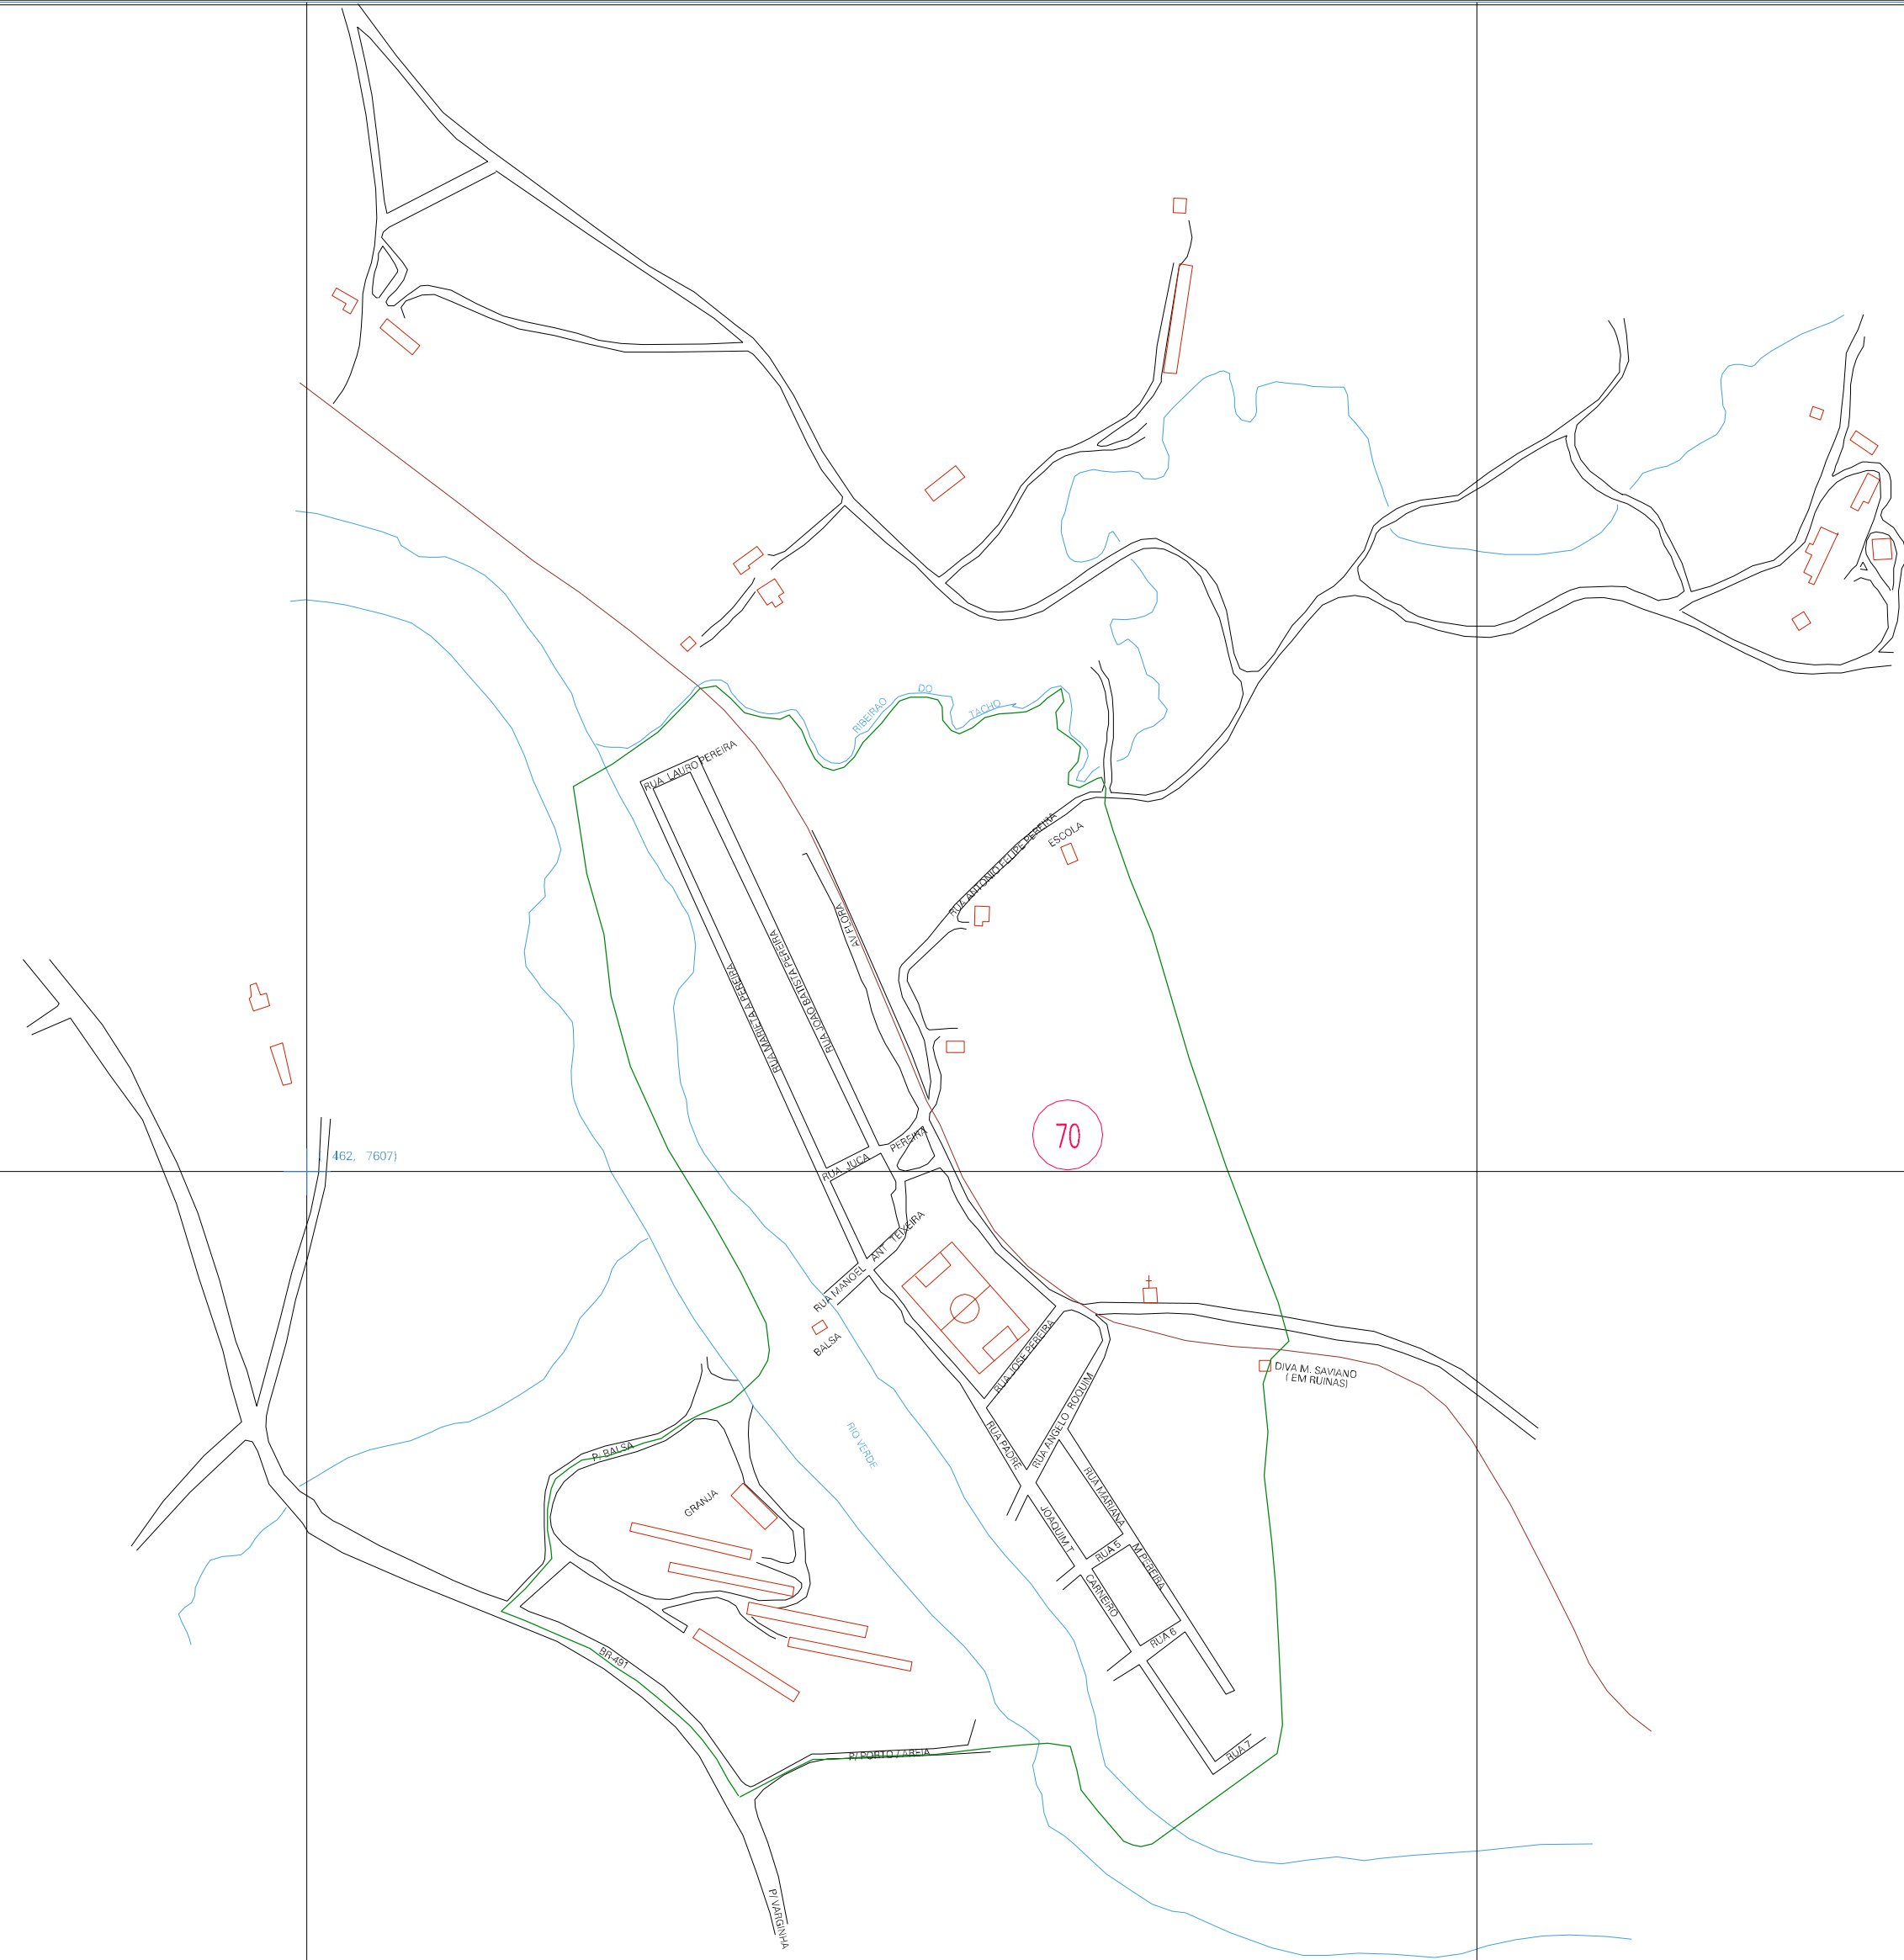 RIBEIRAO DO TACHO
RUA LAURO PEREIRA
RUA ANTONIO FELIPE PEREIRA
ESCOLA
AV FLORA
RUA JOAO BATISTA PEREIRA
RUA MARIETA A PEREIRA
70
RUA JUCA PEREIRA
462, 7607)
RUA MANOEL ANT TEIXEIRA
BALSA
RUA JOSE PEREIRA
DIVA M. SAVIANO
( EM RUINAS)
RUA ANGELO ROQUIM
RIO VERDE
RUA PADRE JOAQUIM T CARNEIRO
P/ BALSA
RUA MARIANA M PEREIRA
GRANJA
RUA 5
RUA 6
BR-491
RUA 7
P/ PORTO / AREIA
P/ VARGINHA